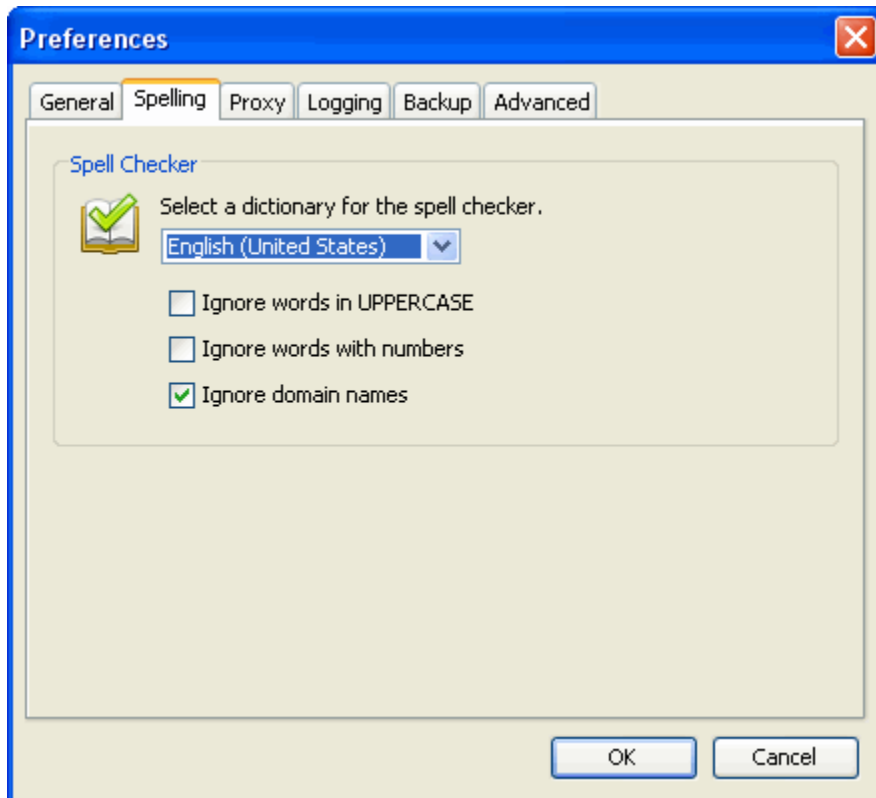 Preferences
General Spelling Proxy Logging Backup Advanced
Spell Checker
Select a dictionary for the spell checker.
English (United States)
Ignore words in UPPERCASE
Ignore words with numbers
Ignore domain names
OK Cancel